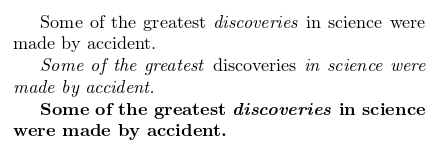 Some of the greatest discoveries in science were
made by accident.
Some of the greatest discoveries in science were
made by accident.
Some of the greatest discoveries in science
were made by accident.